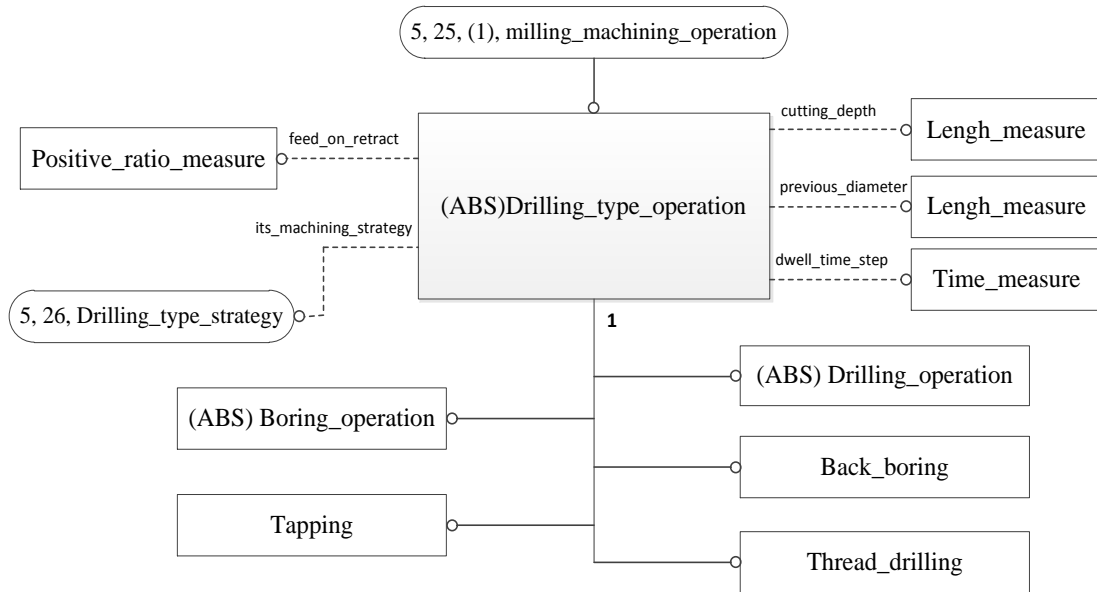 5, 25, (1), milling_machining_operation
cutting_depth
Lengh_measure
feed_on_retract
Positive_ratio_measure
(ABS)Drilling_type_operation
previous_diameter
Lengh_measure
its_machining_strategy
dwell_time_step
Time_measure
5, 26, Drilling_type_strategy
1
(ABS) Drilling_operation
(ABS) Boring_operation
Back_boring
Tapping
Thread_drilling